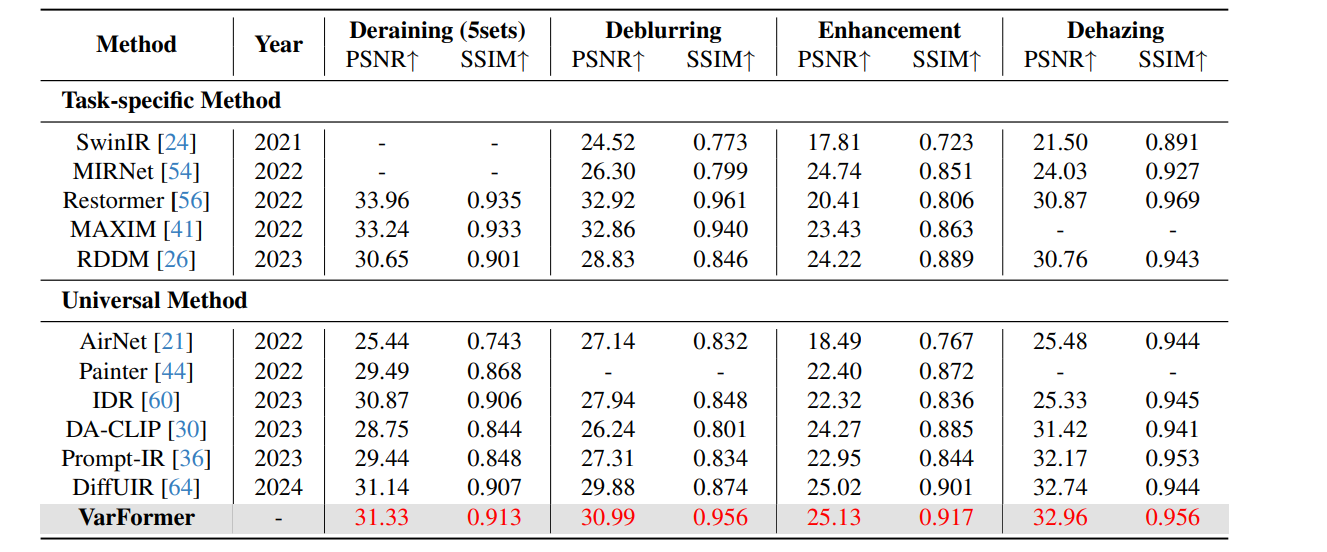 Method Year Deraining (5sets) Deblurring Enhancement Dehazing
PSNR↑ SSIM↑ PSNR↑ SSIM↑ PSNR↑ SSIM↑ PSNR↑ SSIM↑
Task-specific Method
SwinIR [24] 2021 - - 24.52 0.773 17.81 0.723 21.50 0.891
MIRNet [54] 2022 - - 26.30 0.799 24.74 0.851 24.03 0.927
Restormer [56] 2022 33.96 0.935 32.92 0.961 20.41 0.806 30.87 0.969
MAXIM [41] 2022 33.24 0.933 32.86 0.940 23.43 0.863 - -
RDDM [26] 2023 30.65 0.901 28.83 0.846 24.22 0.889 30.76 0.943
Universal Method
AirNet [21] 2022 25.44 0.743 27.14 0.832 18.49 0.767 25.48 0.944
Painter [44] 2022 29.49 0.868 - - 22.40 0.872 - -
IDR [60] 2023 30.87 0.906 27.94 0.848 22.32 0.836 25.33 0.945
DA-CLIP [30] 2023 28.75 0.844 26.24 0.801 24.27 0.885 31.42 0.941
Prompt-IR [36] 2023 29.44 0.848 27.31 0.834 22.95 0.844 32.17 0.953
DiffUIR [64] 2024 31.14 0.907 29.88 0.874 25.02 0.901 32.74 0.944
VarFormer - 31.33 0.913 30.99 0.956 25.13 0.917 32.96 0.956